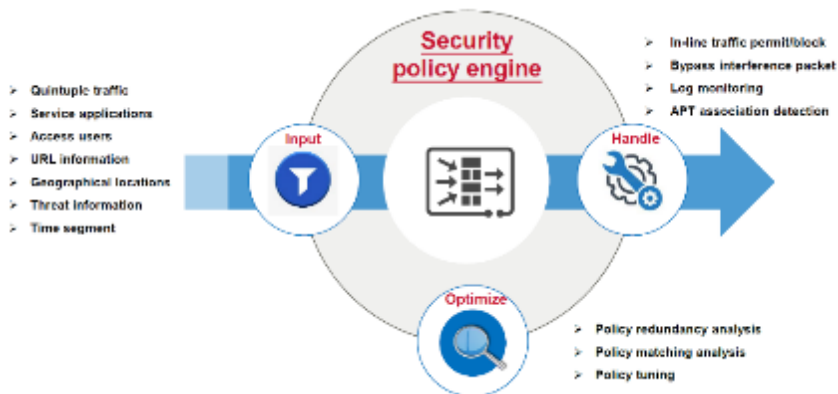 Security
policy engine
Quintuple traffic
Service applications
Access users
URL information
Geographical locations
Threat information
Time segment
Input
Handle
In-line traffic permit/block
Bypass interference packet
Log monitoring
APT association detection
Optimize
Policy redundancy analysis
Policy matching analysis
Policy tuning